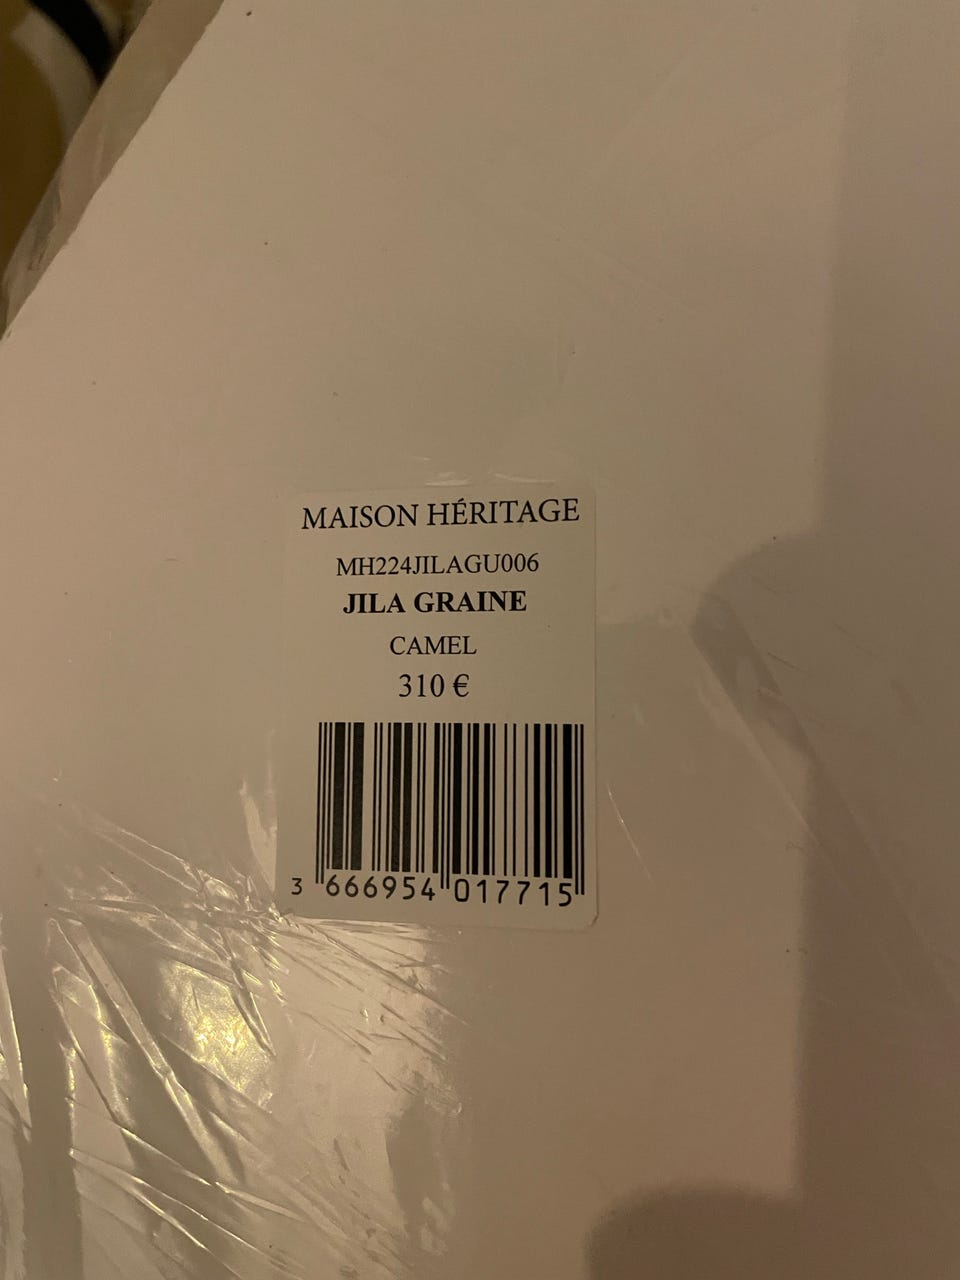 MAISON HÉRITAGE
MH224JILAGU006
JILA GRAINE
CAMEL
310 €
3 666954 017715